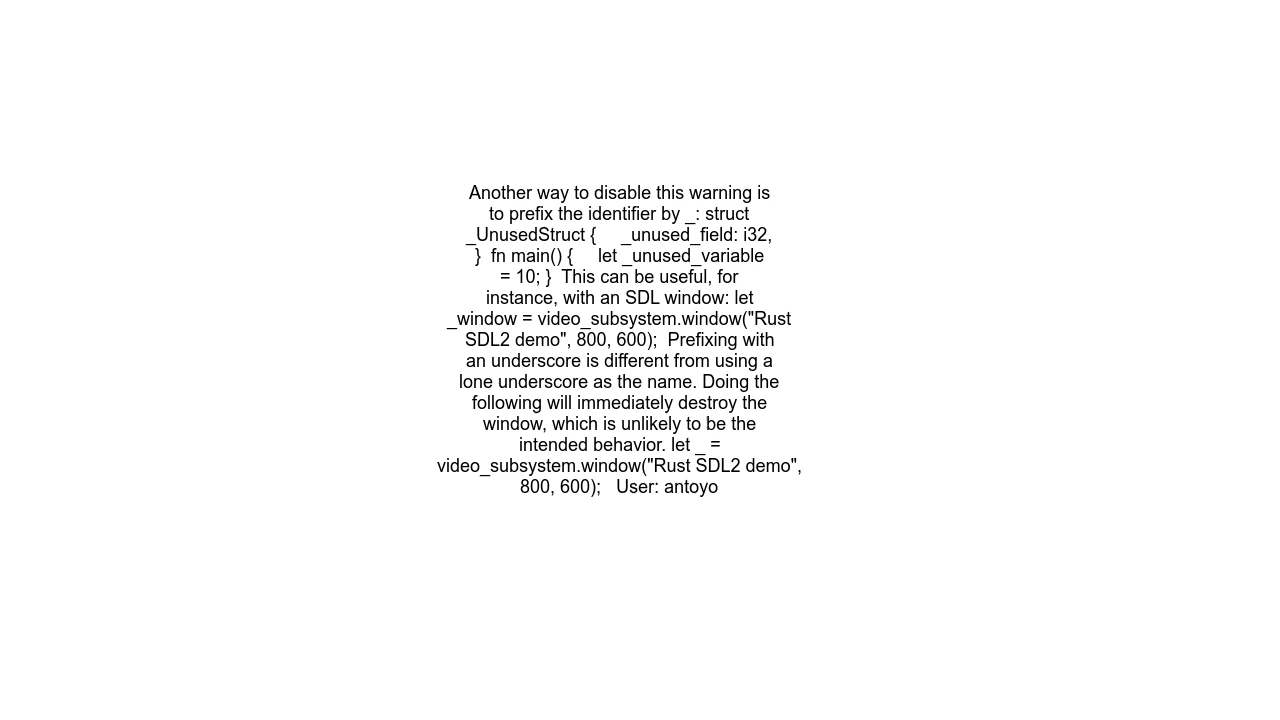 Another way to disable this warning is
to prefix the identifier by _: struct
_UnusedStruct {     _unused_field: i32,
}  fn main() {     let _unused_variable
= 10; }  This can be useful, for
instance, with an SDL window: let
_window = video_subsystem.window("Rust
SDL2 demo", 800, 600);  Prefixing with
an underscore is different from using a
lone underscore as the name. Doing the
following will immediately destroy the
window, which is unlikely to be the
intended behavior. let _ =
video_subsystem.window("Rust SDL2 demo",
800, 600);   User: antoyo